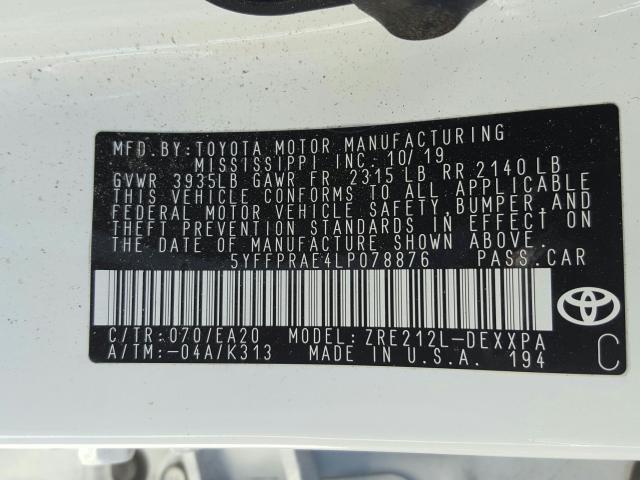 MFD.BY:TOYOTA MOTOR MANUFACTURING
MISSISSIPPI INC. 10/19
GVWR 3935LB GAWR FR 2315 LB RR 2140 LB
THIS VEHICLE CONFORMS TO ALL APPLICABLE
FEDERAL MOTOR VEHICLE SAFETY, BUMPER, AND
THEFT PREVENTION STANDARDS IN EFFECT ON
THE DATE OF MANUFACTURE SHOWN ABOVE.
5YFFPRAE4LP078876 PASS.CAR
C/TR:070/EA20 MODEL:ZRE212L-DEXXPA
A/TM:-04A/K313 MADE IN U.S.A. 194
C